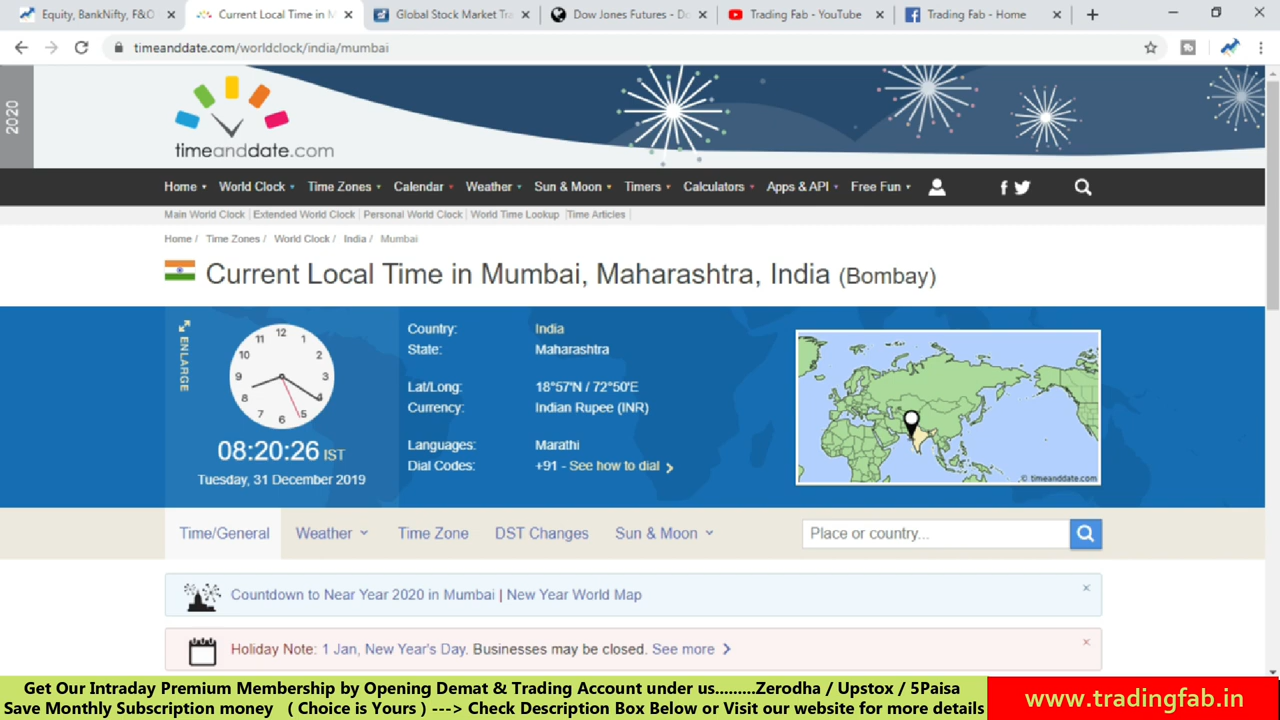 Equity, BankNifty, F&O
Current Local Time in M
Global Stock Market Tra
Dow Jones Futures - Do
Trading Fab - YouTube
Trading Fab - Home
timeanddate.com/worldclock/india/mumbai
2020
timeanddate.com
Home World Clock Time Zones Calendar Weather Sun & Moon Timers Calculators Apps & API Free Fun
Main World Clock | Extended World Clock | Personal World Clock | World Time Lookup | Time Articles |
Home / Time Zones / World Clock / India / Mumbai
Current Local Time in Mumbai, Maharashtra, India (Bombay)
ENLARGE
12 1 2 3 4 5 6 7 8 9 10 11
08:20:26 IST
Tuesday, 31 December 2019
Country: India
State: Maharashtra
Lat/Long: 18°57'N / 72°50'E
Currency: Indian Rupee (INR)
Languages: Marathi
Dial Codes: +91 - See how to dial
© timeanddate.com
Time/General Weather Time Zone DST Changes Sun & Moon
Place or country...
Countdown to Near Year 2020 in Mumbai | New Year World Map
Holiday Note: 1 Jan, New Year's Day. Businesses may be closed. See more
Get Our Intraday Premium Membership by Opening Demat & Trading Account under us.........Zerodha / Upstox / 5Paisa
Save Monthly Subscription money ( Choice is Yours ) ---> Check Description Box Below or Visit our website for more details
www.tradingfab.in